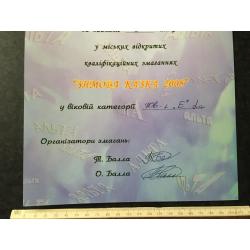 у міських відкритих
кваліфікаційних змаганнях
"ЗИМОВА КАЗКА 2008"
у віковій категорії
Організатори змагань:
Т. Балла
О. Балла